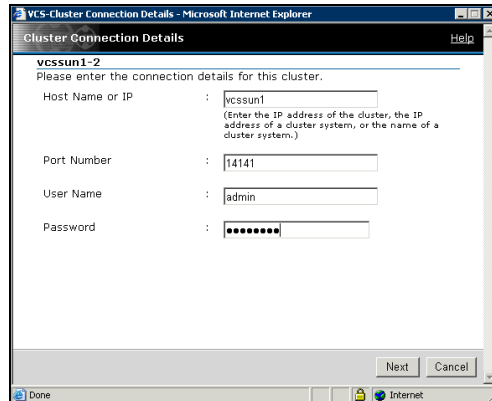 VCS-Cluster Connection Details - Microsoft Internet Explorer
Cluster Connection Details
Help
vcssun1-2
Please enter the connection details for this cluster.
Host Name or IP : vcssun1
(Enter the IP address of the cluster, the IP
address of a cluster system, or the name of a
cluster system.)
Port Number : 14141
User Name : admin
Password : ●●●●●●●●
Next Cancel
Done Internet